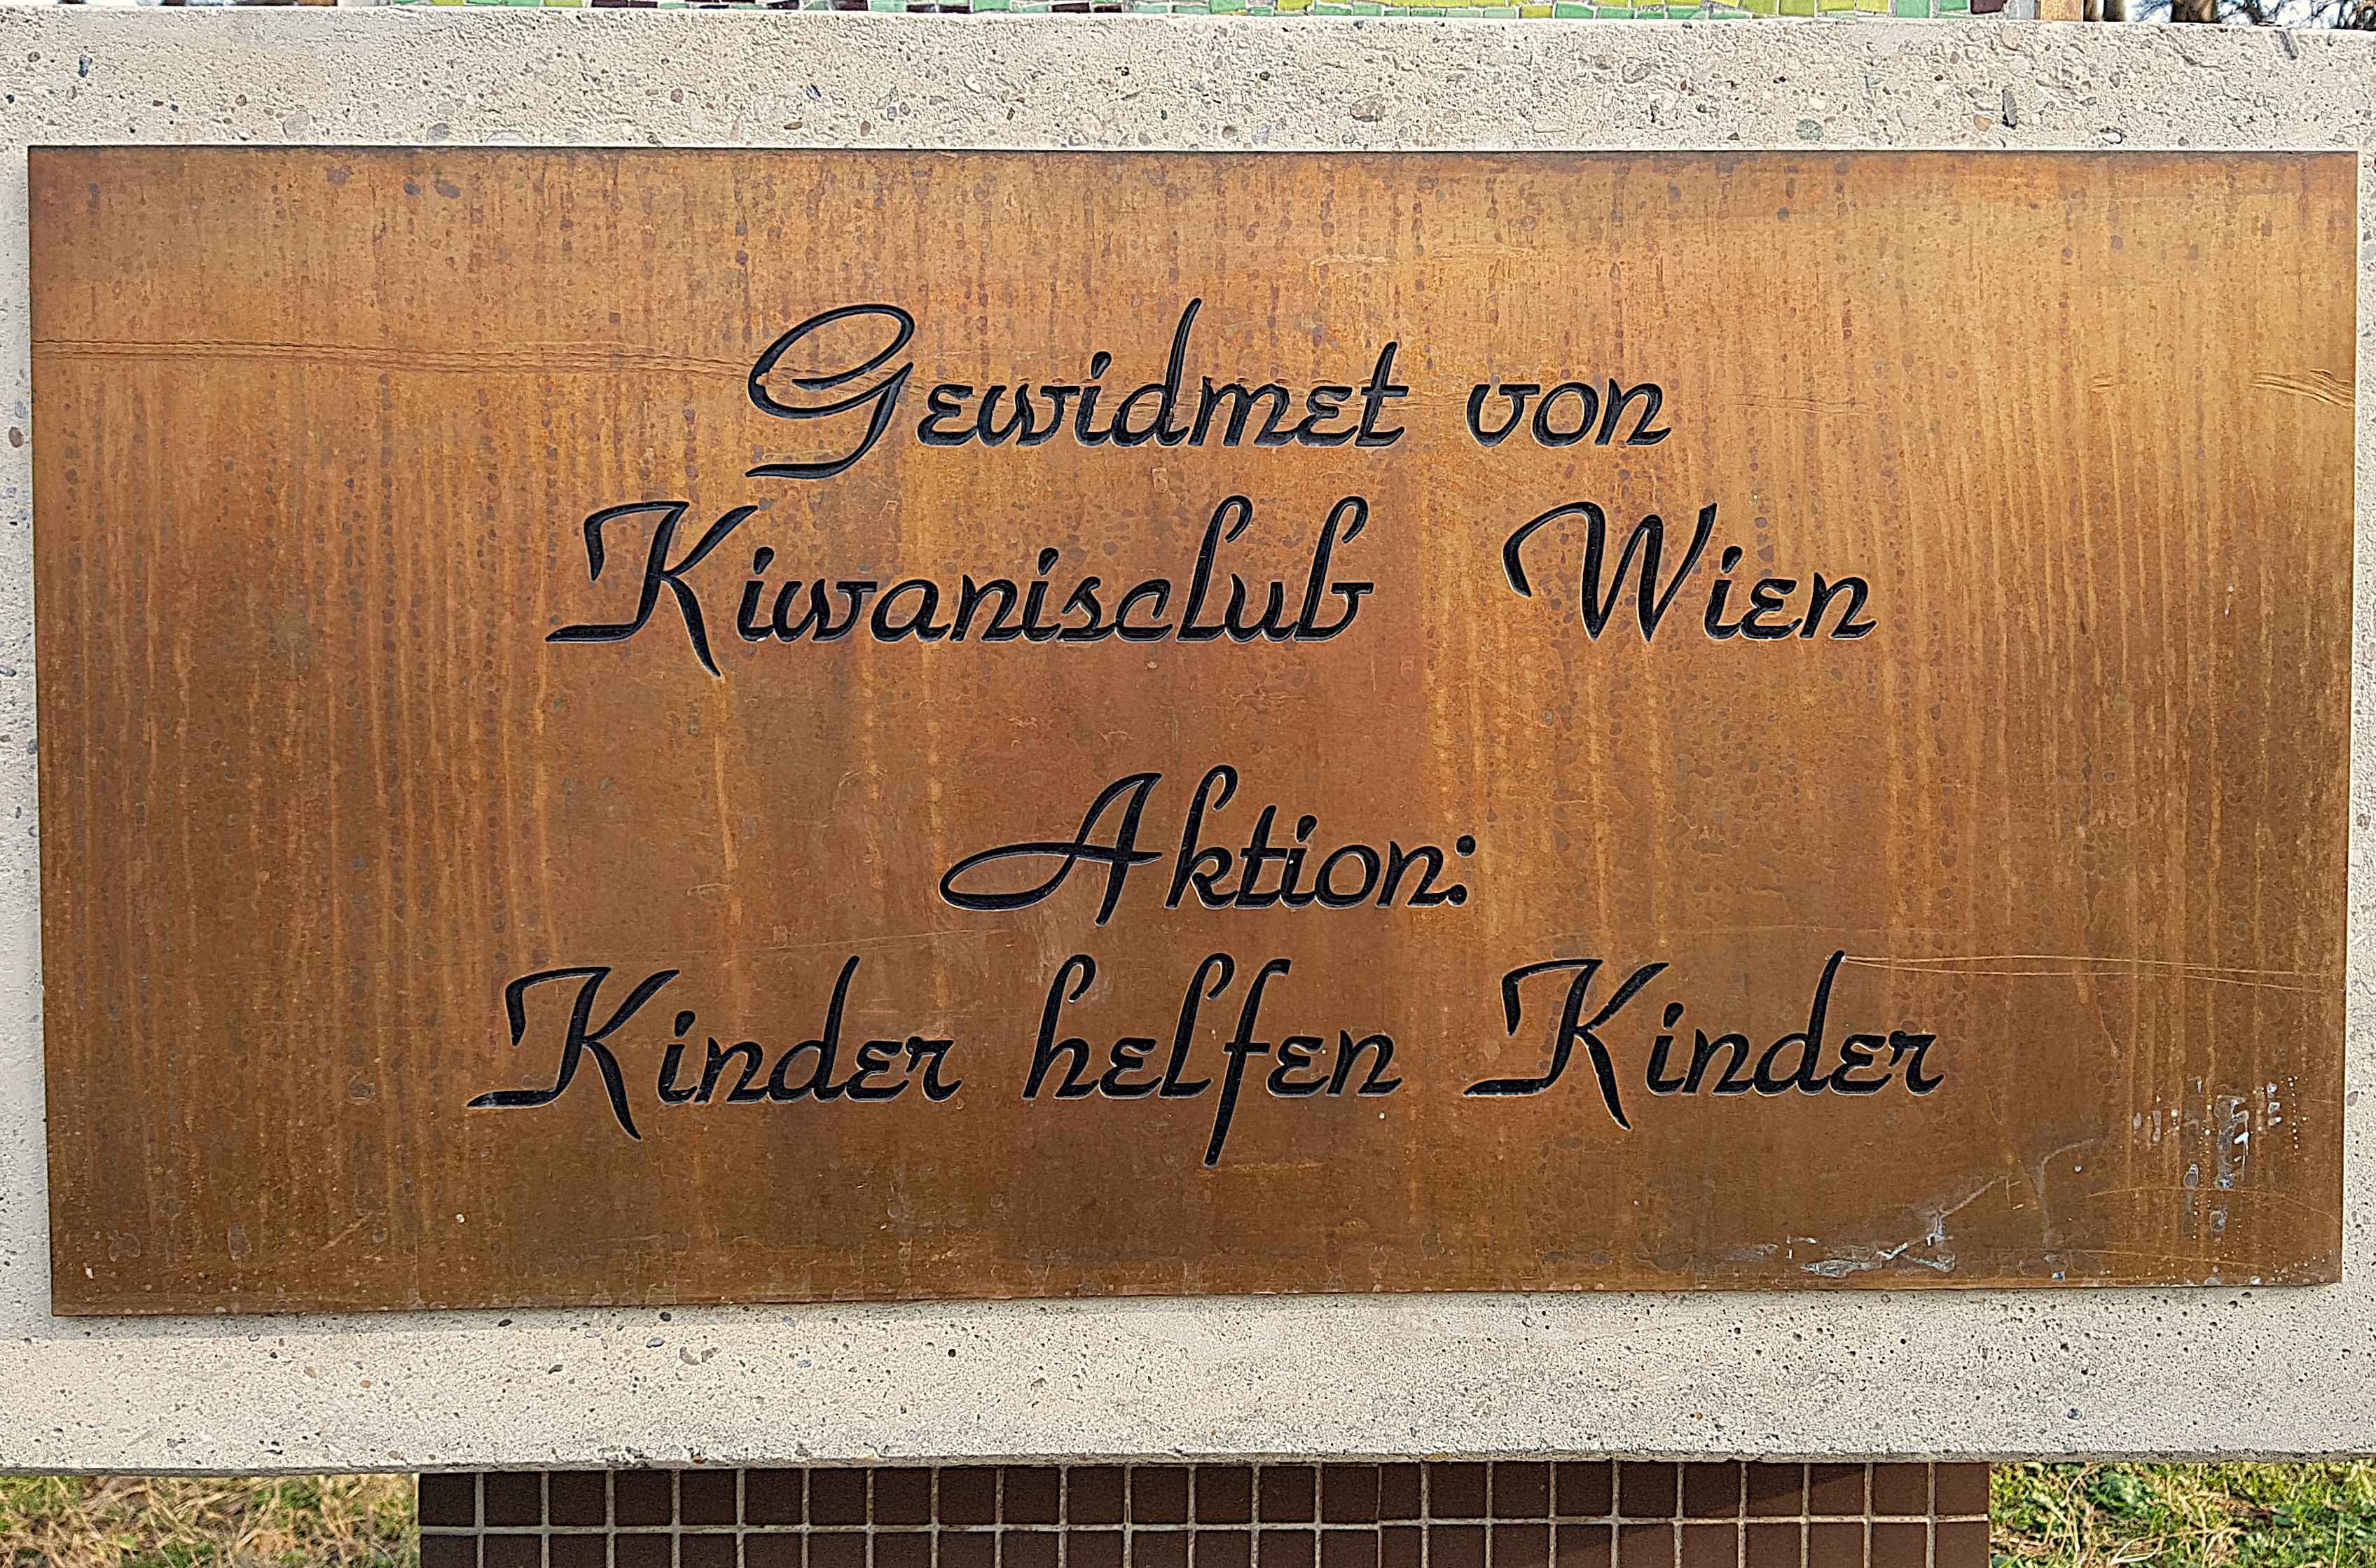 Gewidmet von
Kiwanisclub Wien
Aktion:
Kinder helfen Kinder